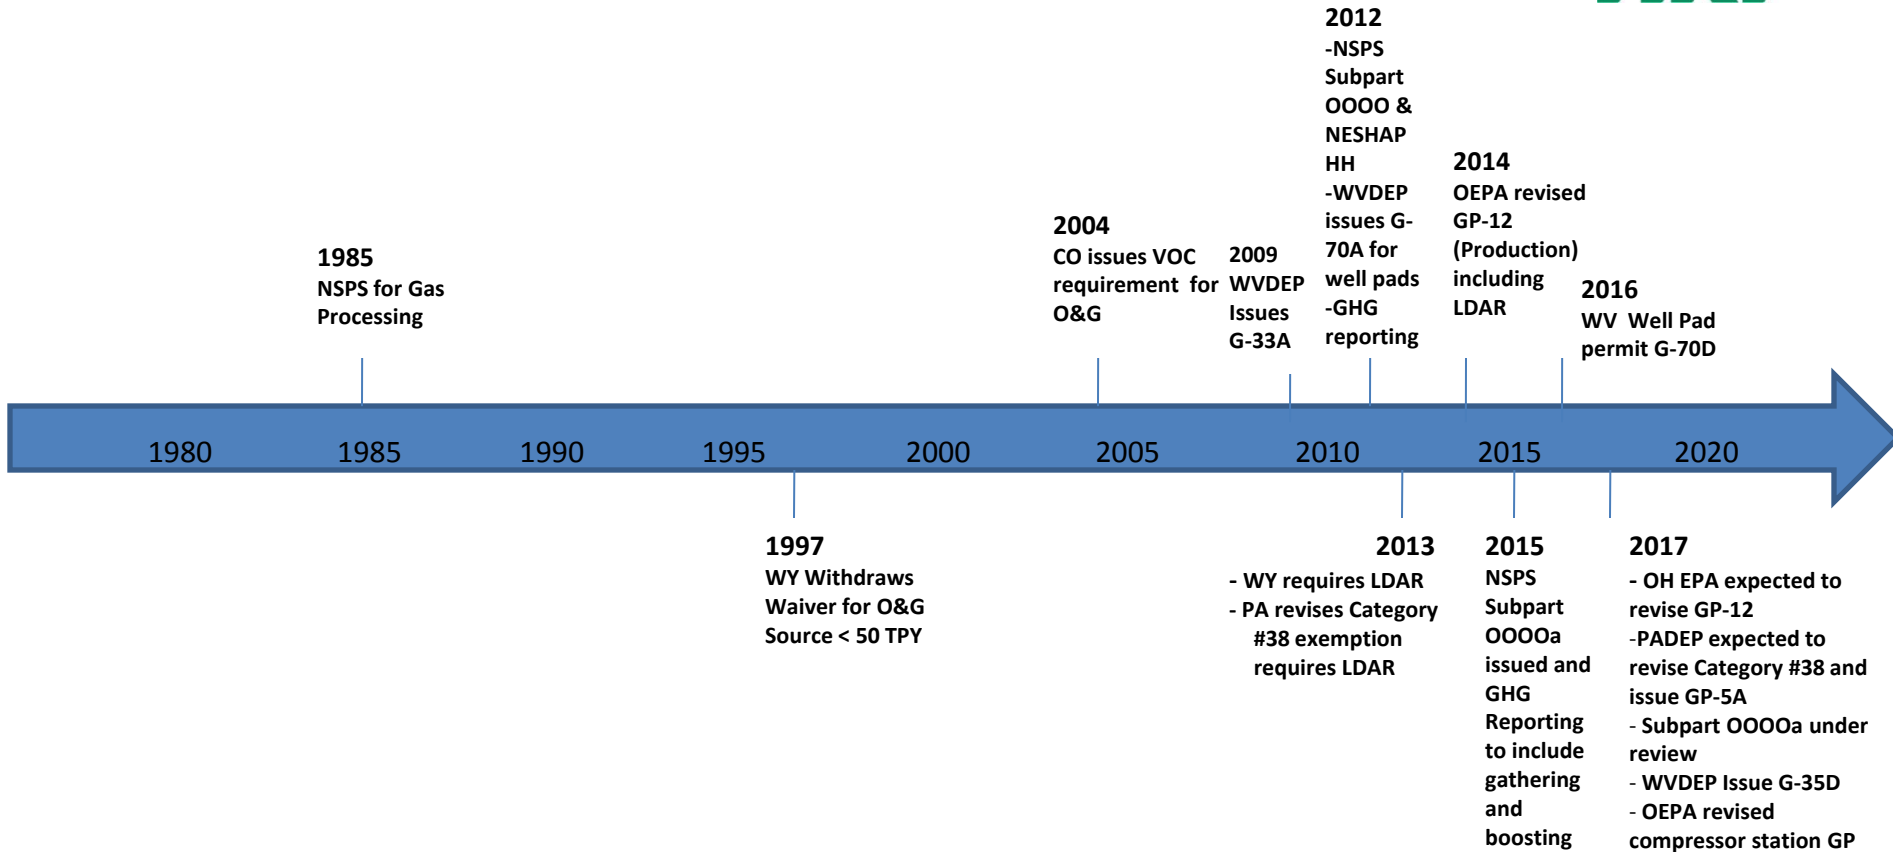 2012
-NSPS
Subpart
OOOO &
NESHAP
HH
-WVDEP
issues G-
70A for
well pads
-GHG
reporting
2014
OEPA revised
GP-12
(Production)
including
LDAR
2004
CO issues VOC
requirement for
O&G
2009
WVDEP
Issues
G-33A
1985
NSPS for Gas
Processing
2016
WV Well Pad
permit G-70D
1980 1985 1990 1995 2000 2005 2010 2015 2020
1997
WY Withdraws
Waiver for O&G
Source < 50 TPY
2013
- WY requires LDAR
- PA revises Category
#38 exemption
requires LDAR
2015
NSPS
Subpart
OOOOa
issued and
GHG
Reporting
to include
gathering
and
boosting
2017
- OH EPA expected to
revise GP-12
-PADEP expected to
revise Category #38 and
issue GP-5A
- Subpart OOOOa under
review
- WVDEP Issue G-35D
- OEPA revised
compressor station GP